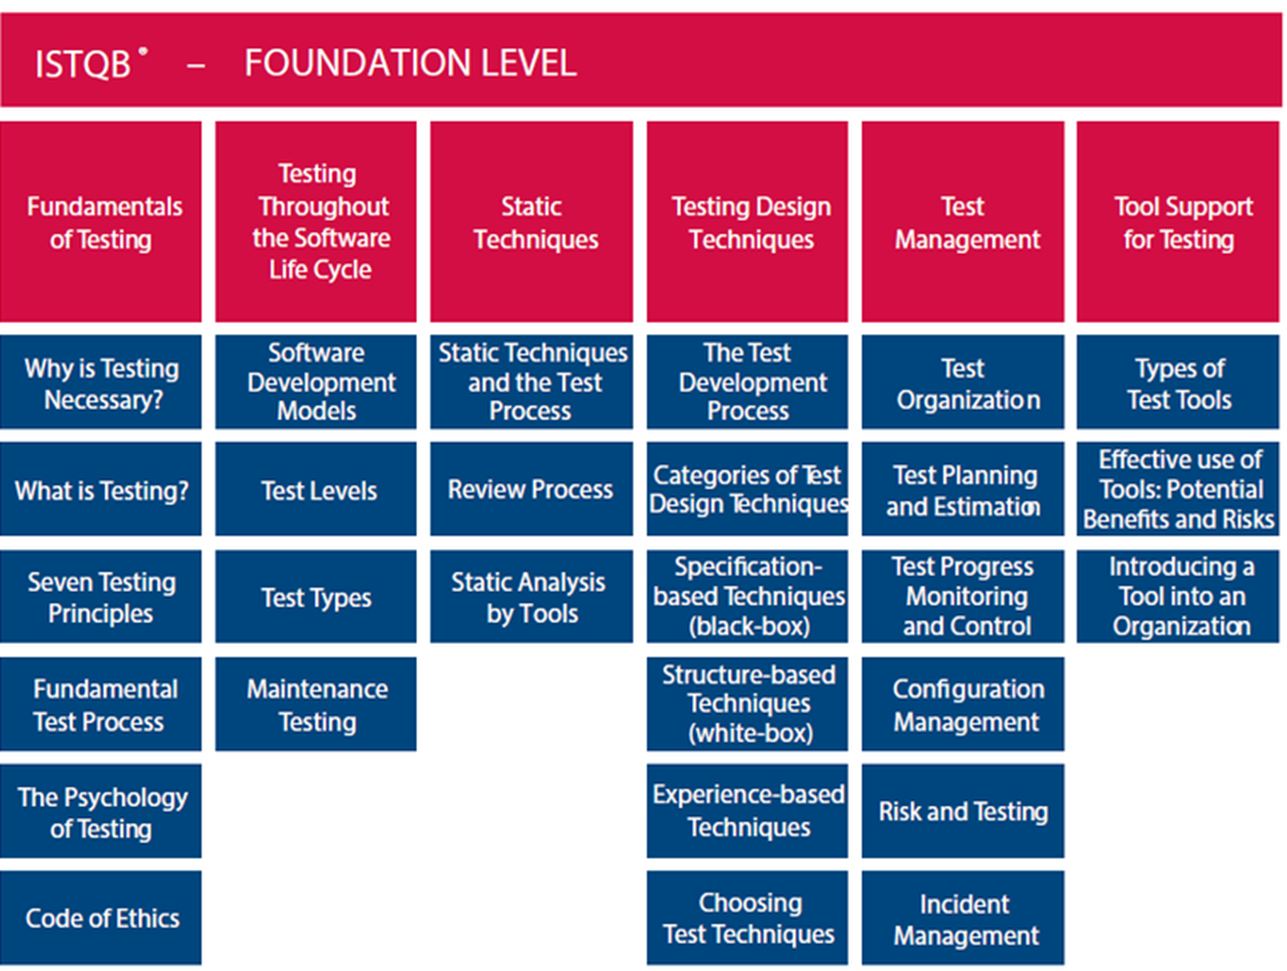 ISTQB® – FOUNDATION LEVEL
Fundamentals
of Testing
Testing
Throughout
the Software
Life Cycle
Static
Techniques
Testing Design
Techniques
Test
Management
Tool Support
for Testing
Why is Testing
Necessary?
Software
Development
Models
Static Techniques
and the Test
Process
The Test
Development
Process
Test
Organization
Types of
Test Tools
What is Testing?
Test Levels
Review Process
Categories of Test
Design Techniques
Test Planning
and Estimation
Effective use of
Tools: Potential
Benefits and Risks
Seven Testing
Principles
Test Types
Static Analysis
by Tools
Specification-
based Techniques
(black-box)
Test Progress
Monitoring
and Control
Introducing a
Tool into an
Organization
Fundamental
Test Process
Maintenance
Testing
Structure-based
Techniques
(white-box)
Configuration
Management
The Psychology
of Testing
Experience-based
Techniques
Risk and Testing
Code of Ethics
Choosing
Test Techniques
Incident
Management